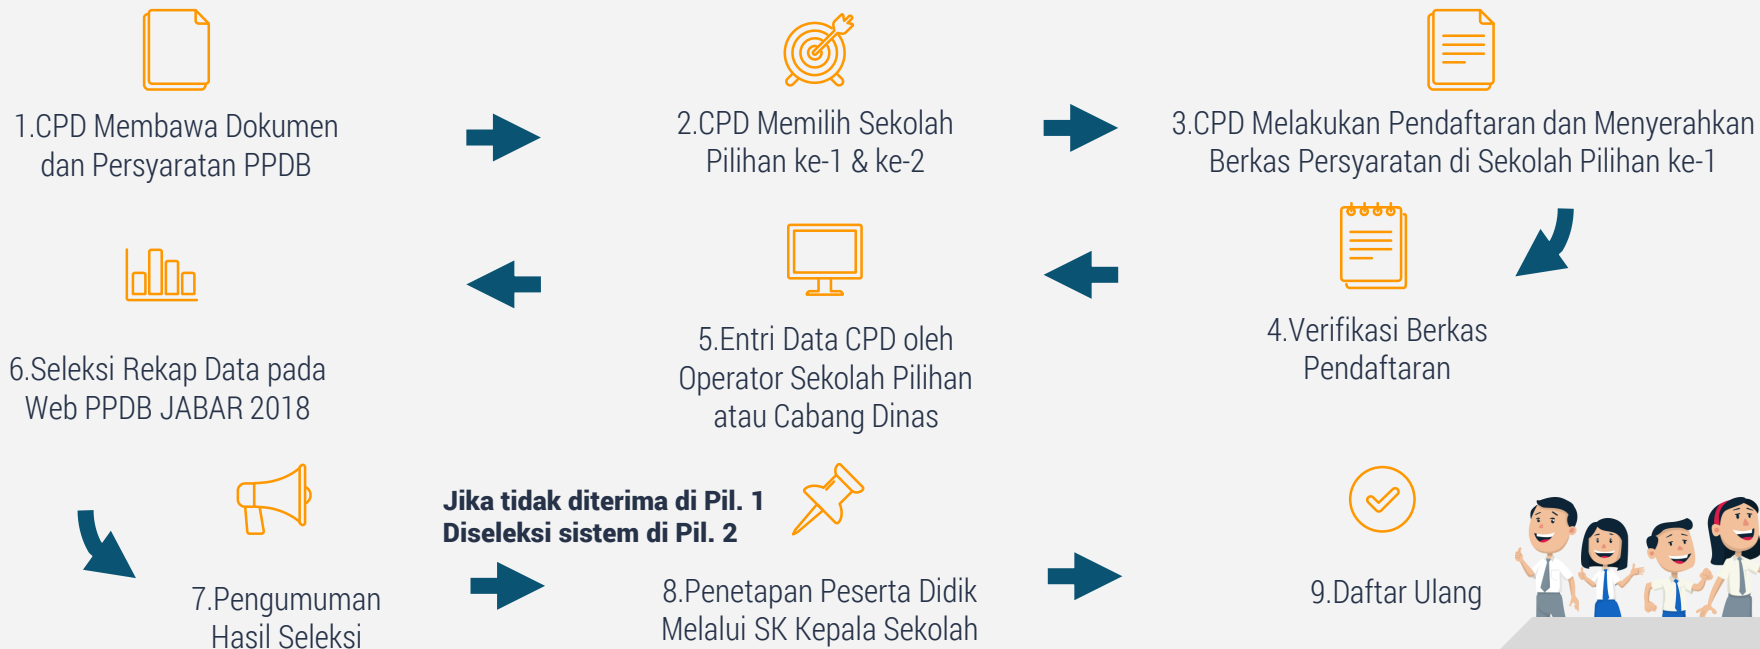 1.CPD Membawa Dokumen
dan Persyaratan PPDB
2.CPD Memilih Sekolah
Pilihan ke-1 & ke-2
3.CPD Melakukan Pendaftaran dan Menyerahkan
Berkas Persyaratan di Sekolah Pilihan ke-1
4.Verifikasi Berkas
Pendaftaran
5.Entri Data CPD oleh
Operator Sekolah Pilihan
atau Cabang Dinas
6.Seleksi Rekap Data pada
Web PPDB JABAR 2018
7.Pengumuman
Hasil Seleksi
Jika tidak diterima di Pil. 1
Diseleksi sistem di Pil. 2
8.Penetapan Peserta Didik
Melalui SK Kepala Sekolah
9.Daftar Ulang